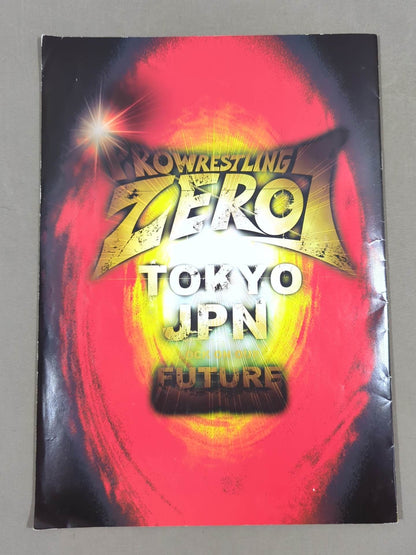 PROWRESTLING
ZERO1
TOKYO
JPN
FUTURE